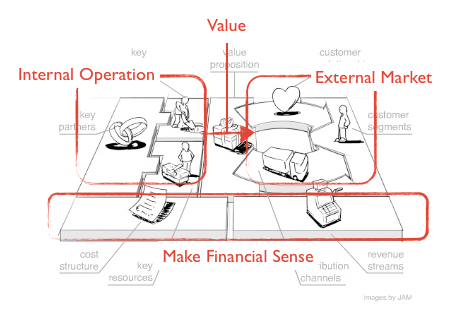 Value
key
value
proposition
customer
Internal Operation
External Market
key
partners
customer
segments
cost
structure
key
resources
Make Financial Sense
ibution
channels
revenue
streams
images by JAM